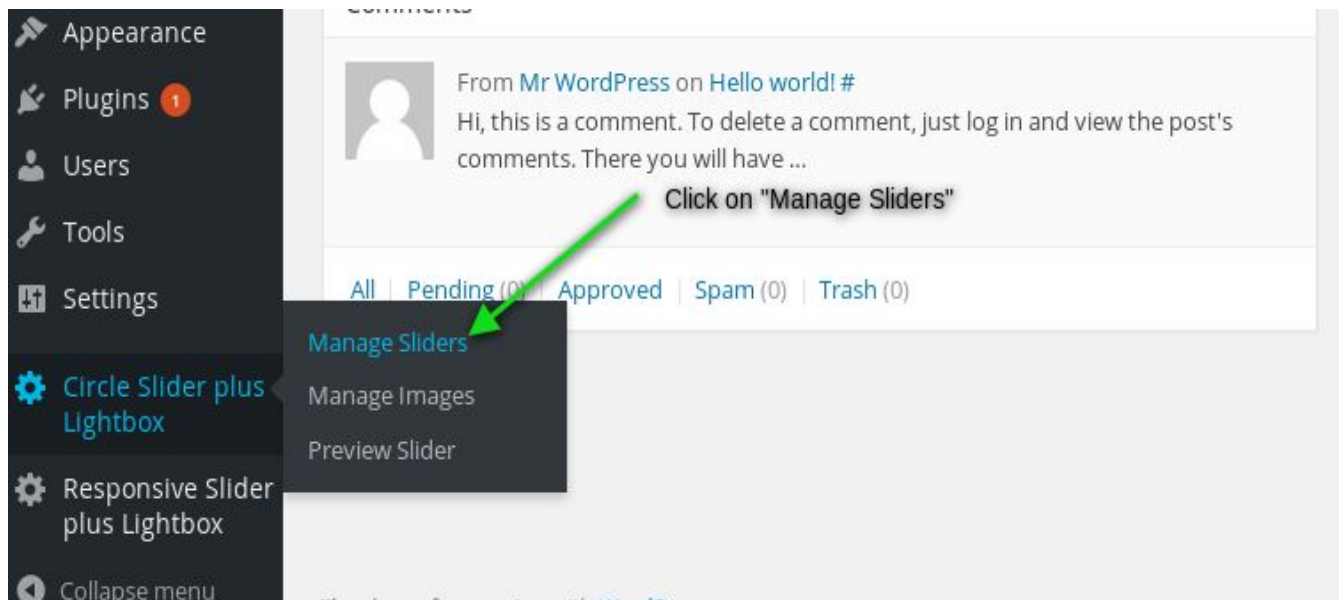 Appearance
Plugins 1
Users
Tools
Settings
Circle Slider plus
Lightbox
Responsive Slider
plus Lightbox
Collapse menu
Manage Sliders
Manage Images
Preview Slider
Comments
From Mr WordPress on Hello world! #
Hi, this is a comment. To delete a comment, just log in and view the post's
comments. There you will have ...
Click on "Manage Sliders"
All | Pending (0) | Approved | Spam (0) | Trash (0)